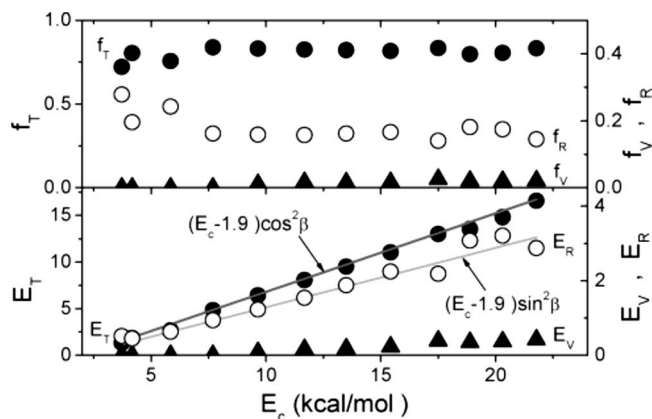 1.0
0.5
0.0
f_T
f_T
f_R
f_V
0.4
0.2
0.0
f_V , f_R
15
10
5
0
E_T
E_T
(E_c-1.9 )cos²β
(E_c-1.9 )sin²β
E_R
E_V
4
2
0
E_V , E_R
5 10 15 20
E_c (kcal/mol)